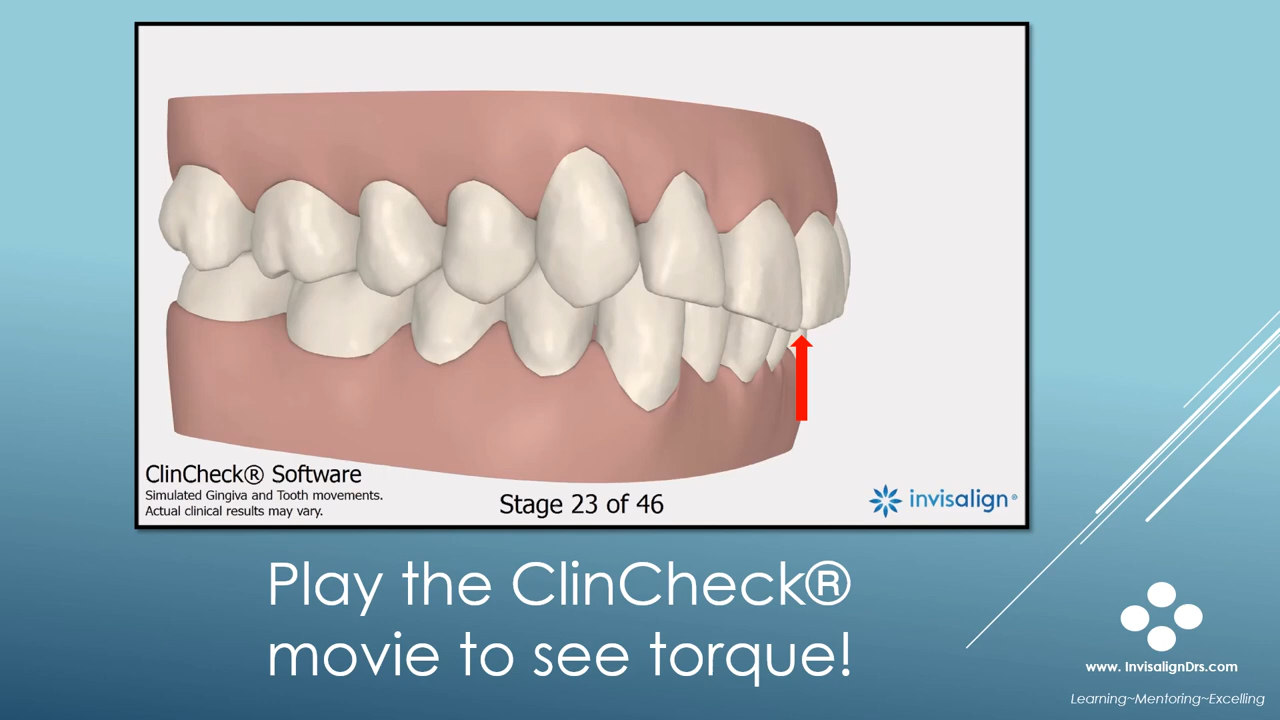 ClinCheck® Software
Simulated Gingiva and Tooth movements.
Actual clinical results may vary.
Stage 23 of 46
invisalign®
Play the ClinCheck®
movie to see torque!
www. InvisalignDrs.com
Learning~Mentoring~Excelling